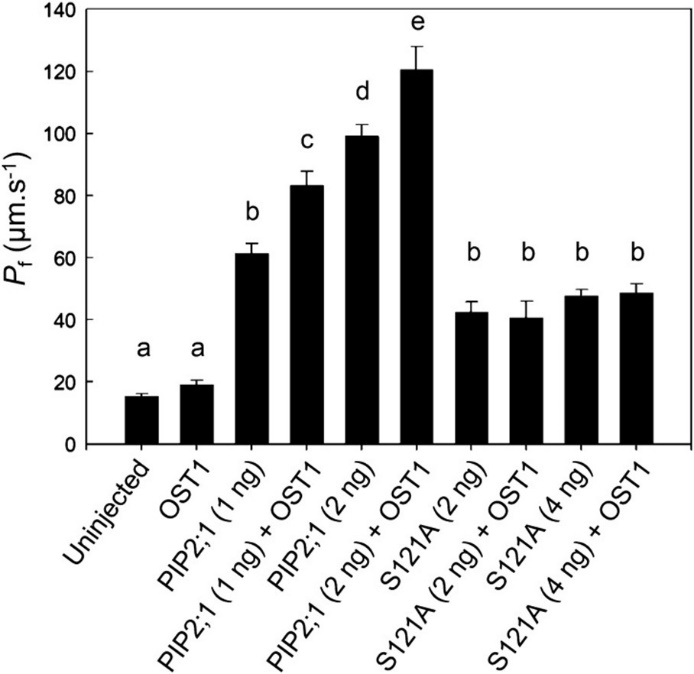 140
120
100
80
60
40
20
0
Pf (µm.s-1)
a
a
b
c
d
e
b
b
b
b
Uninjected
OST1
PIP2;1 (1 ng)
PIP2;1 (1 ng) + OST1
PIP2;1 (2 ng)
PIP2;1 (2 ng) + OST1
S121A (2 ng)
S121A (2 ng) + OST1
S121A (4 ng)
S121A (4 ng) + OST1